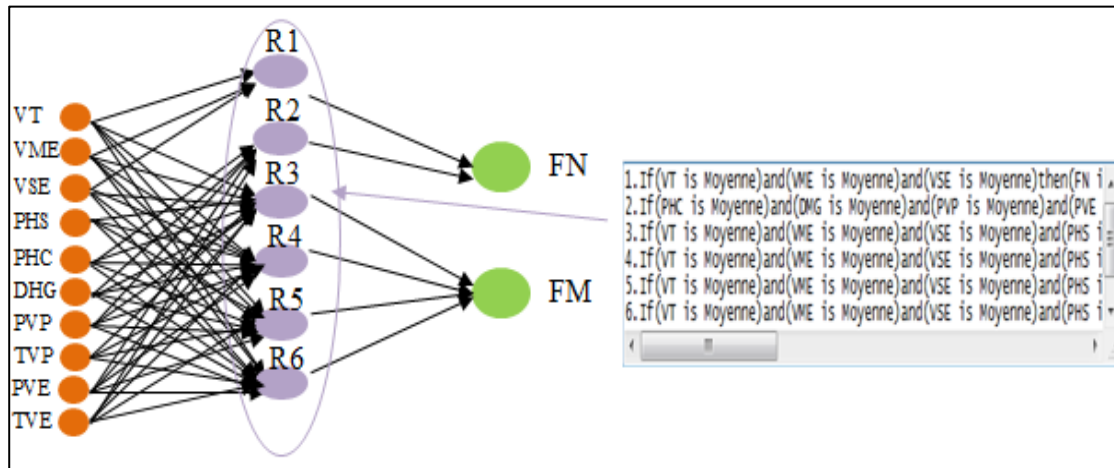 VT
VME
VSE
PHS
PHC
DHG
PVP
TVP
PVE
TVE
R1
R2
R3
R4
R5
R6
FN
FM
1.If(VT is Moyenne)and(VME is Moyenne)and(VSE is Moyenne)then(FN i
2.If(PHC is Moyenne)and(DMG is Moyenne)and(PVP is Moyenne)and(PVE
3.If(VT is Moyenne)and(VME is Moyenne)and(VSE is Moyenne)and(PHS i
4.If(VT is Moyenne)and(VME is Moyenne)and(VSE is Moyenne)and(PHS i
5.If(VT is Moyenne)and(VME is Moyenne)and(VSE is Moyenne)and(PHS i
6.If(VT is Moyenne)and(VME is Moyenne)and(VSE is Moyenne)and(PHS i